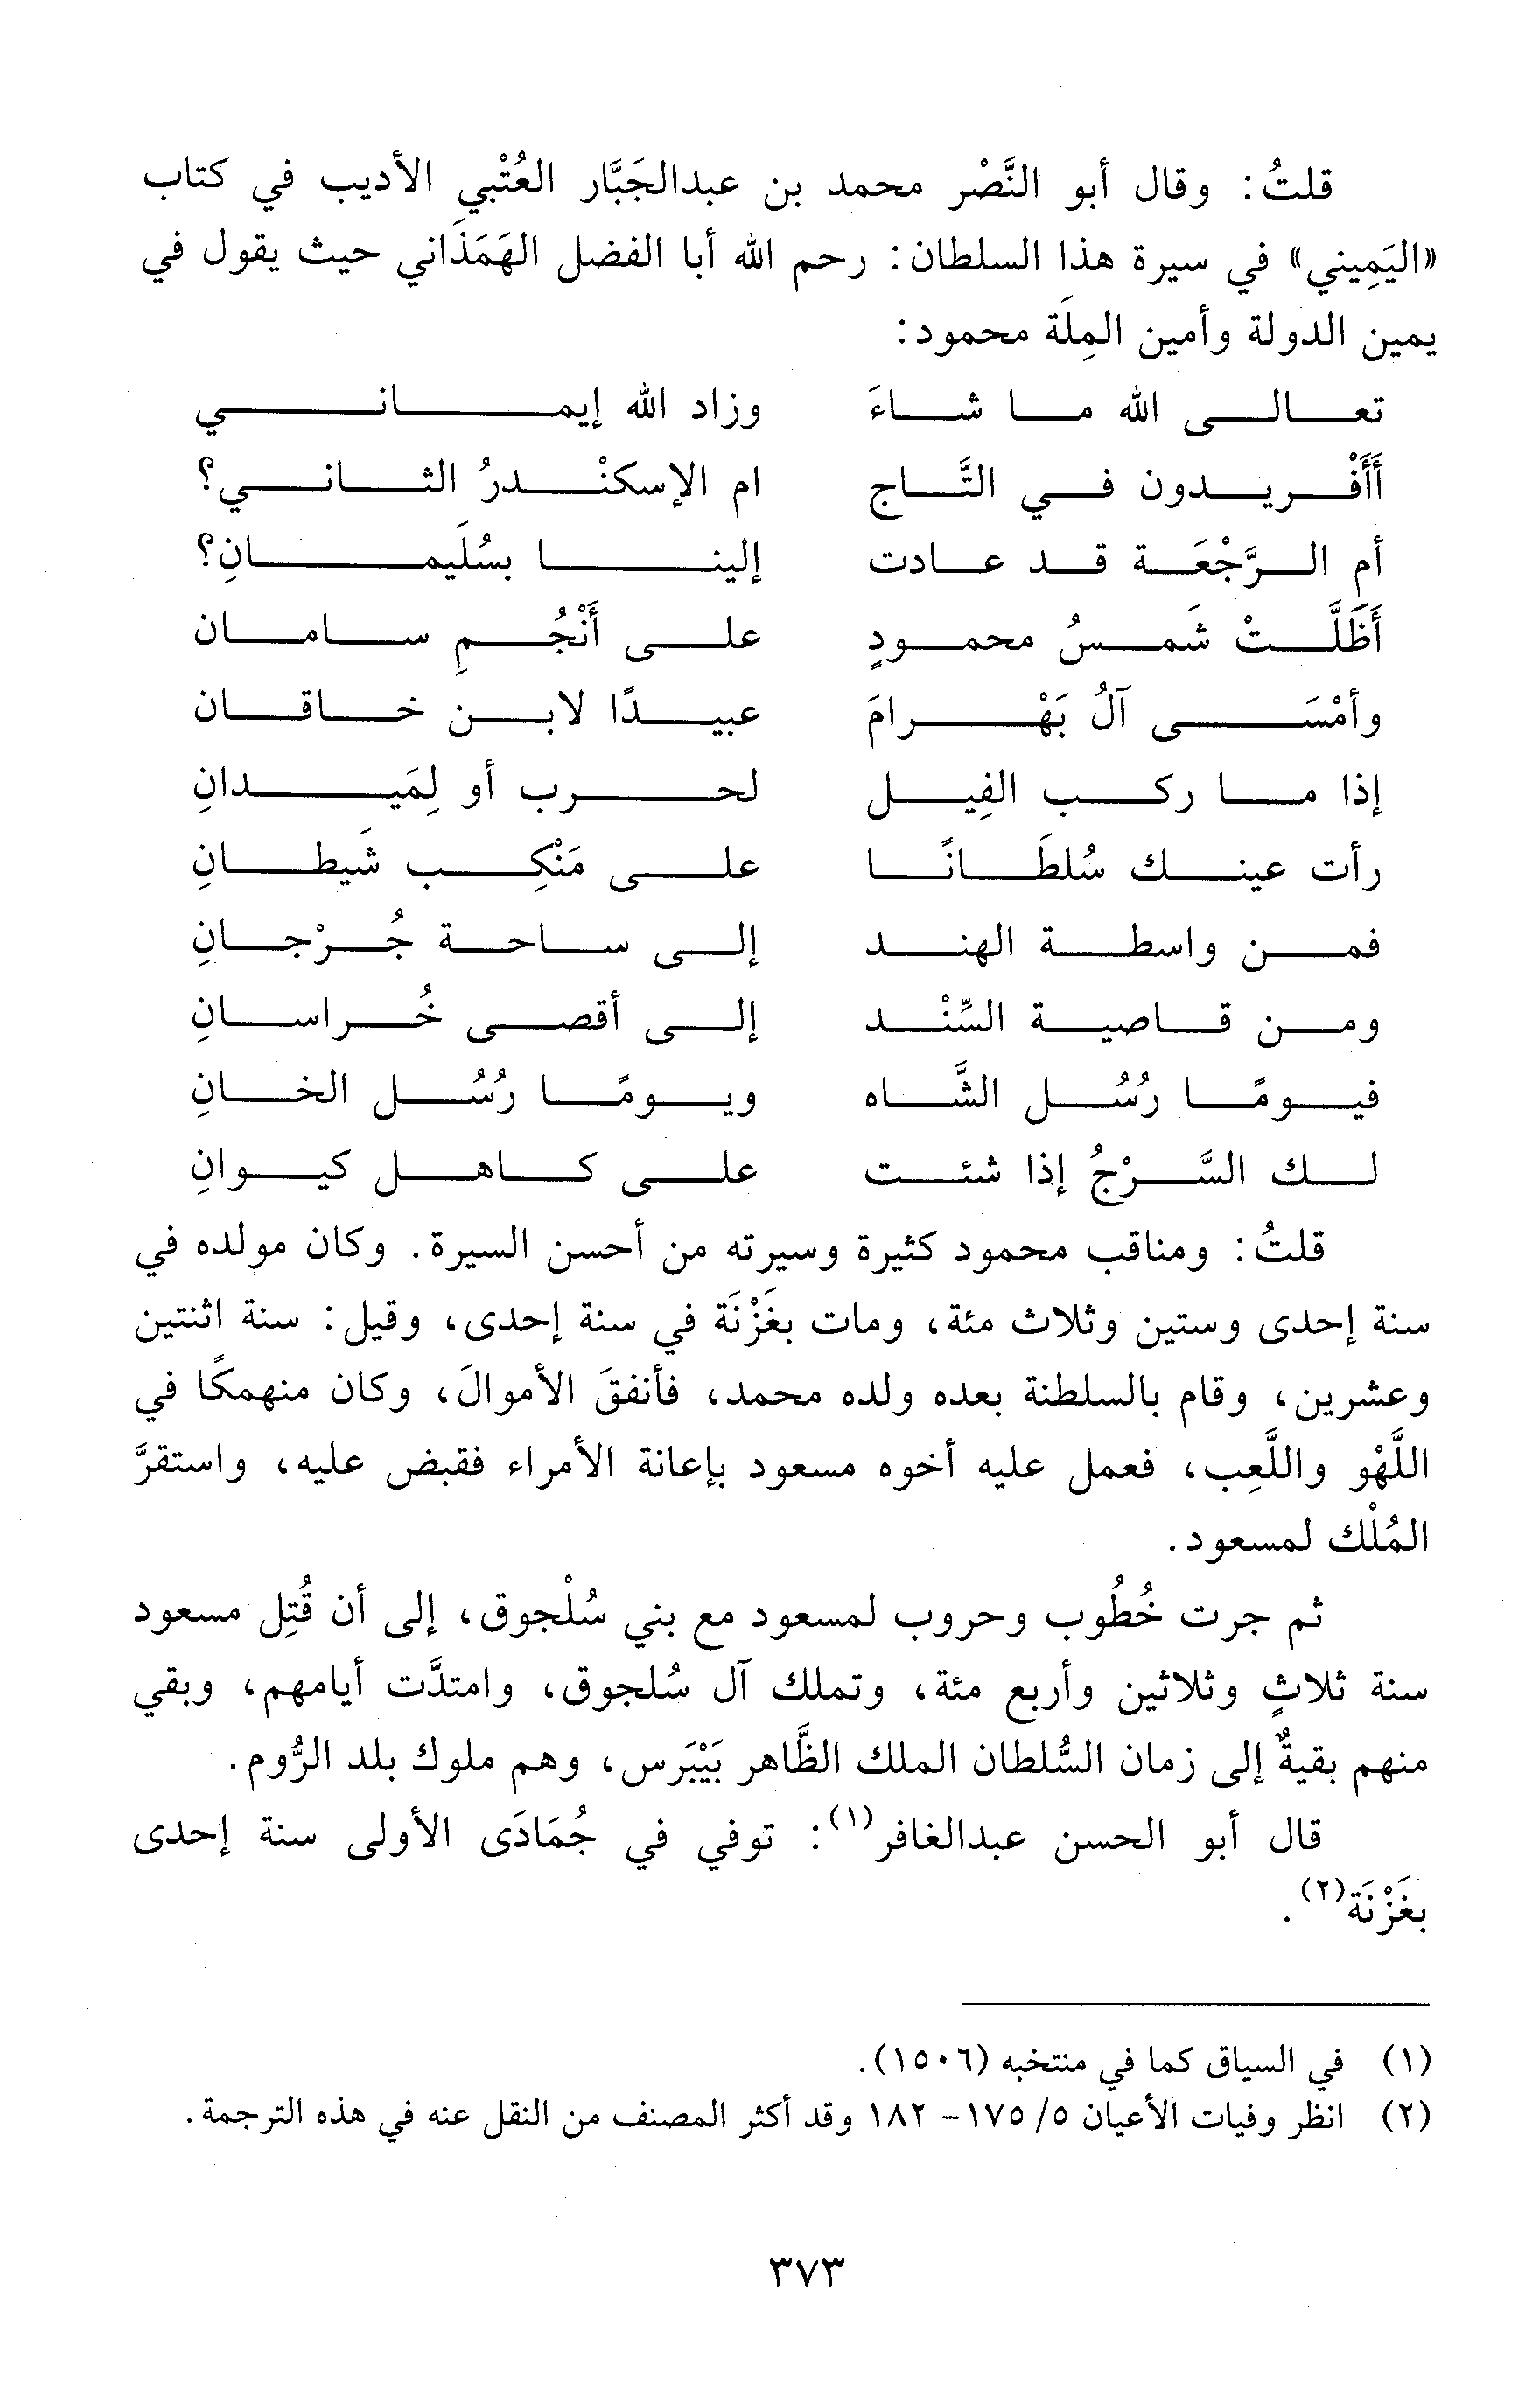 قلتُ: وقال أبو النَّصْر محمد بن عبدالجَبَّار العُتْبي الأديب في كتاب
«اليَمِيني» في سيرة هذا السلطان: رحم الله أبا الفضل الهَمَذَاني حيث يقول في
يمين الدولة وأمين المِلَة محمود:
تعالى الله ما شاءَ وزاد الله إيماني
أَأَفْريدون في التَّاج ام الإسكنْدرُ الثاني؟
أم الرَّجْعَة قد عادت إلينا بسُلَيمانِ؟
أَظَلَّتْ شَمسُ محمودٍ على أَنْجُمِ سامان
وأمْسَى آلُ بَهْرامَ عبيدًا لابن خاقان
إذا ما ركب الفِيل لحرب أو لِمَيدانِ
رأت عينك سُلطَانًا على مَنْكِب شَيطانِ
فمن واسطة الهند إلى ساحة جُرْجانِ
ومن قاصية السِّنْد إلى أقصى خُراسانِ
فيومًا رُسُل الشَّاه ويومًا رُسُل الخانِ
لك السَّرْجُ إذا شئت على كاهل كيوانِ
قلتُ: ومناقب محمود كثيرة وسيرته من أحسن السيرة. وكان مولده في
سنة إحدى وستين وثلاث مئة، ومات بغَزْنَة في سنة إحدى، وقيل: سنة اثنتين
وعشرين، وقام بالسلطنة بعده ولده محمد، فأنفقَ الأموالَ، وكان منهمكًا في
اللَّهْو واللَّعِب، فعمل عليه أخوه مسعود بإعانة الأمراء فقبض عليه، واستقرَّ
المُلْك لمسعود.
ثم جرت خُطُوب وحروب لمسعود مع بني سُلْجوق، إلى أن قُتِل مسعود
سنة ثلاثٍ وثلاثين وأربع مئة، وتملك آل سُلجوق، وامتدَّت أيامهم، وبقي
منهم بقيةٌ إلى زمان السُّلطان الملك الظَّاهر بَيْبَرس، وهم ملوك بلد الرُّوم.
قال أبو الحسن عبدالغافر(١): توفي في جُمَادَى الأولى سنة إحدى
بغَزْنَة(٢).
(١) في السياق كما في منتخبه (١٥٠٦).
(٢) انظر وفيات الأعيان ٥/ ١٧٥- ١٨٢ وقد أكثر المصنف من النقل عنه في هذه الترجمة.
٣٧٣